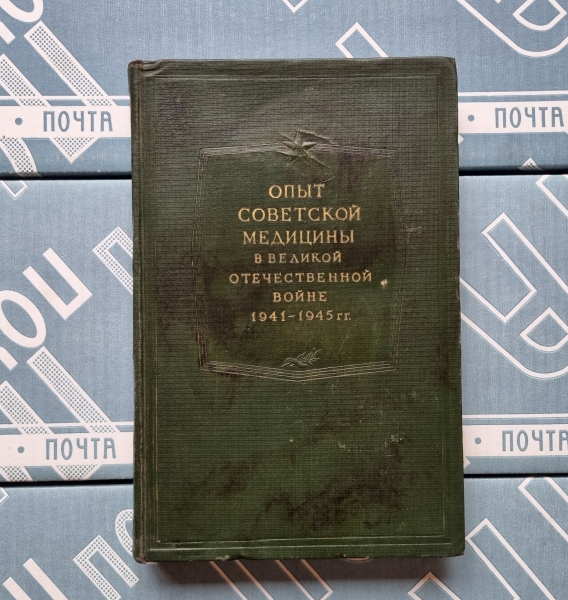 • ПОЧТА
• ПОЧТА
ОПЫТ
СОВЕТСКОЙ
МЕДИЦИНЫ
В ВЕЛИКОЙ
ОТЕЧЕСТВЕННОЙ
ВОЙНЕ
1941–1945 гг.
• ПОЧТА
• ПОЧТА